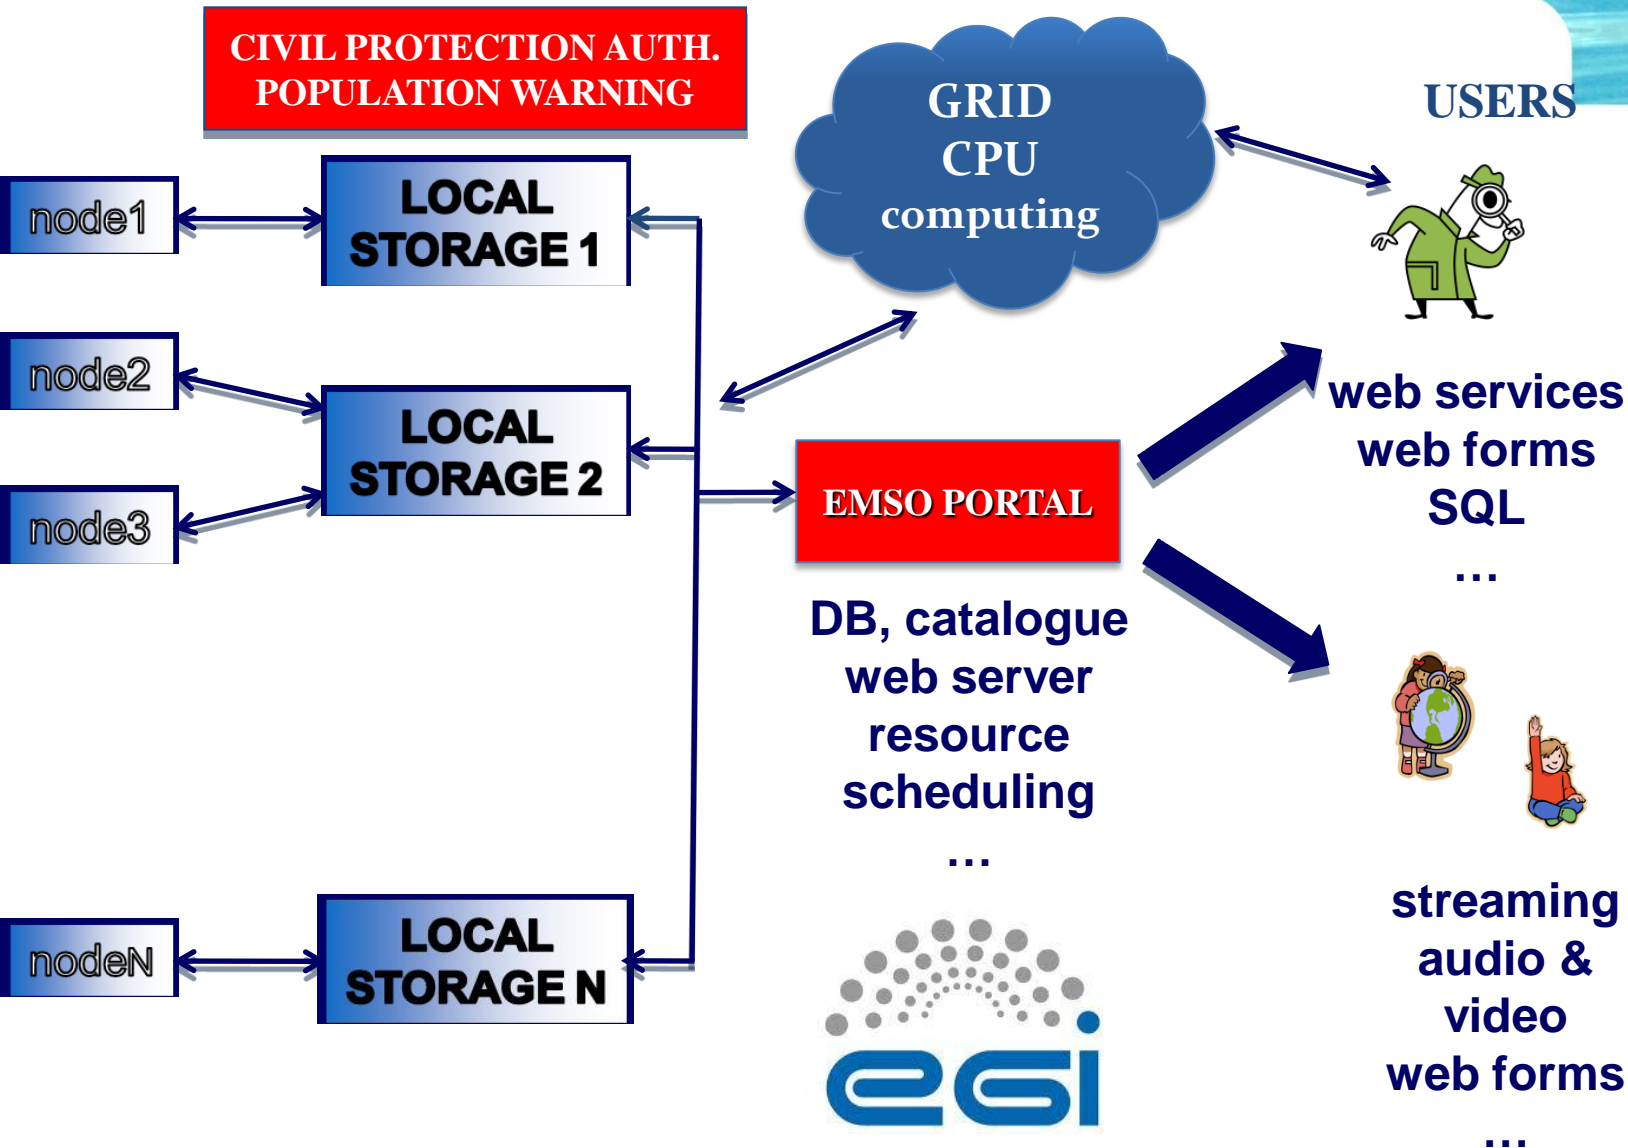 CIVIL PROTECTION AUTH.
POPULATION WARNING
GRID
CPU
computing
USERS
node1
LOCAL
STORAGE 1
node2
LOCAL
STORAGE 2
node3
EMSO PORTAL
web services
web forms
SQL
…
DB, catalogue
web server
resource
scheduling
…
nodeN
LOCAL
STORAGE N
egi
streaming
audio &
video
web forms
…